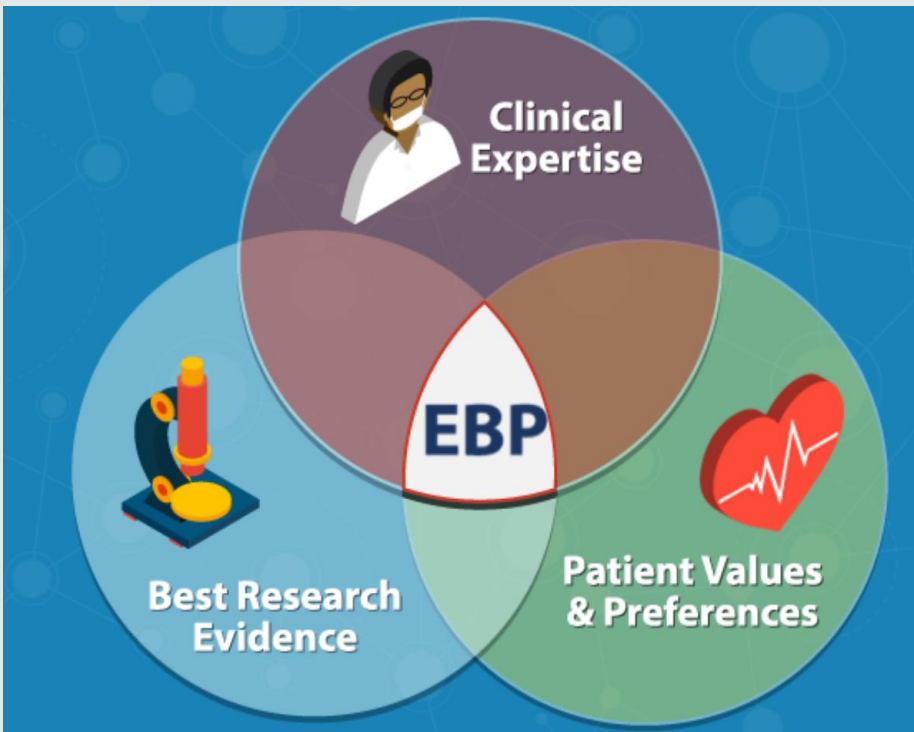 Clinical
Expertise
EBP
Best Research
Evidence
Patient Values
& Preferences